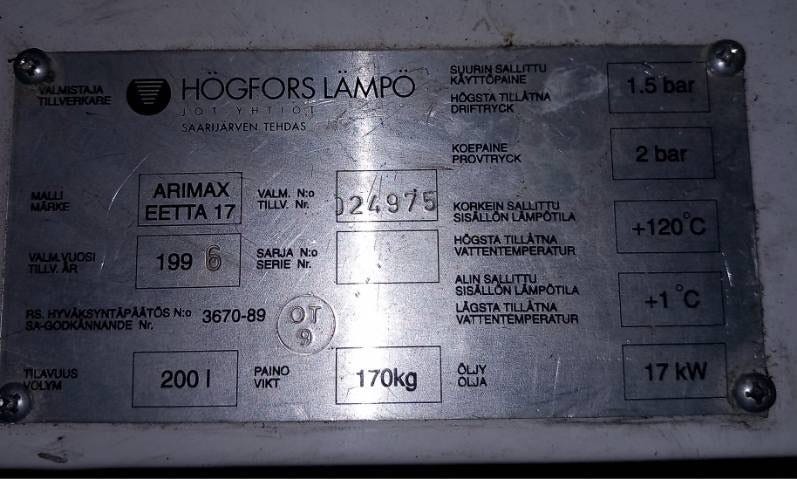 VALMISTAJA
TILLVERKARE
HÖGFORS LÄMPÖ
JOT YHTIÖT
SAARIJÄRVEN TEHDAS
SUURIN SALLITTU
KÄYTTÖPAINE
HÖGSTA TILLÅTNA
DRIFTRYCK
1.5 bar
KOEPAINE
PROVTRYCK
2 bar
MALLI
MÄRKE
ARIMAX
EETTA 17
VALM. N:o
TILLV. Nr.
024975
KORKEIN SALLITTU
SISÄLLÖN LÄMPÖTILA
HÖGSTA TILLÅTNA
VATTENTEMPERATUR
+120°C
VALM.VUOSI
TILLV. ÅR
199 6
SARJA N:o
SERIE Nr.
ALIN SALLITTU
SISÄLLÖN LÄMPÖTILA
LÄGSTA TILLÅTNA
VATTENTEMPERATUR
+1°C
RS. HYVÄKSYNTÄPÄÄTÖS N:o
SA-GODKÄNNANDE Nr.
3670-89
OT
9
TILAVUUS
VOLYM
200 l
PAINO
VIKT
170kg
ÖLJY
OLJA
17 kW